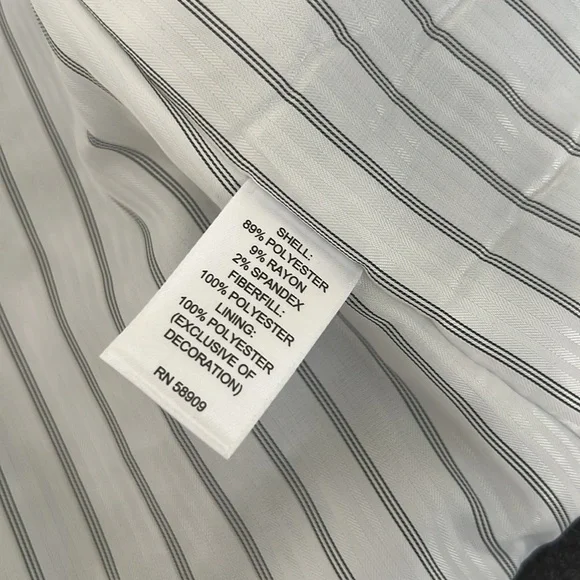 SHELL:
89% POLYESTER
9% RAYON
2% SPANDEX
FIBERFILL:
100% POLYESTER
LINING:
100% POLYESTER
(EXCLUSIVE OF
DECORATION)
RN 58909